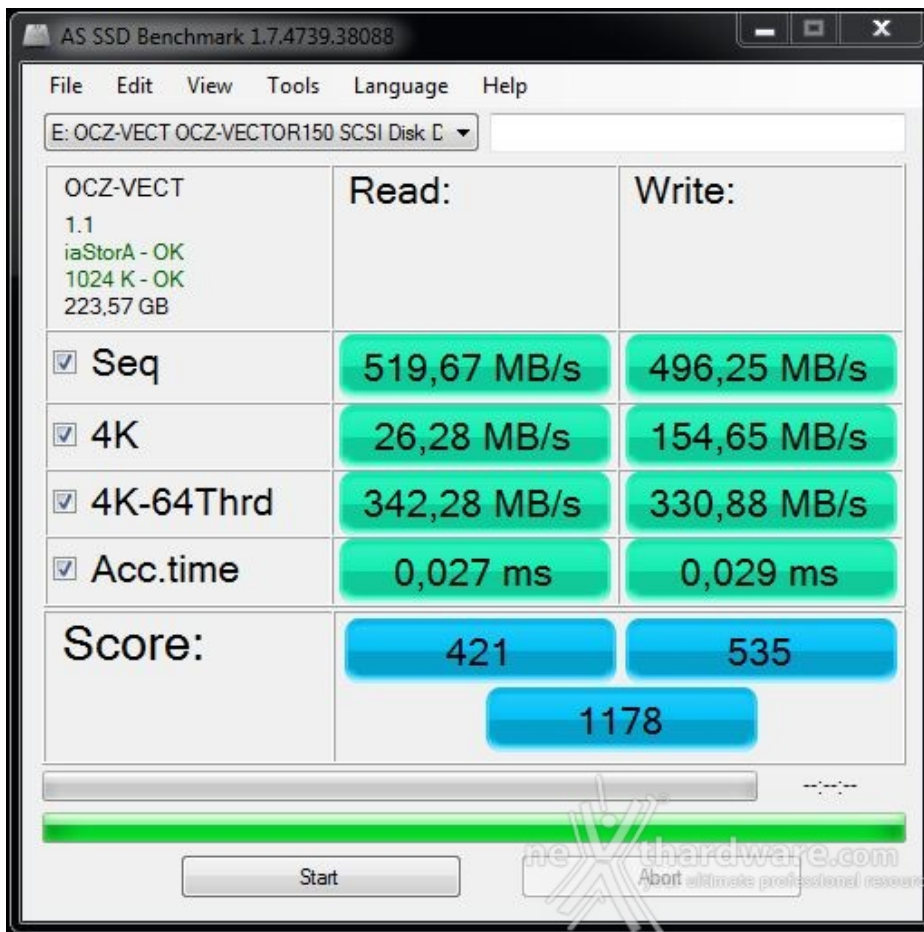 AS SSD Benchmark 1.7.4739.38088
File Edit View Tools Language Help
E: OCZ-VECT OCZ-VECTOR150 SCSI Disk D
OCZ-VECT
1.1
iaStorA - OK
1024 K - OK
223,57 GB
Read: Write:
Seq 519,67 MB/s 496,25 MB/s
4K 26,28 MB/s 154,65 MB/s
4K-64Thrd 342,28 MB/s 330,88 MB/s
Acc.time 0,027 ms 0,029 ms
Score: 421 535
1178
--:--:--
Start Abort
neXthardware.com
ultimate professional resour